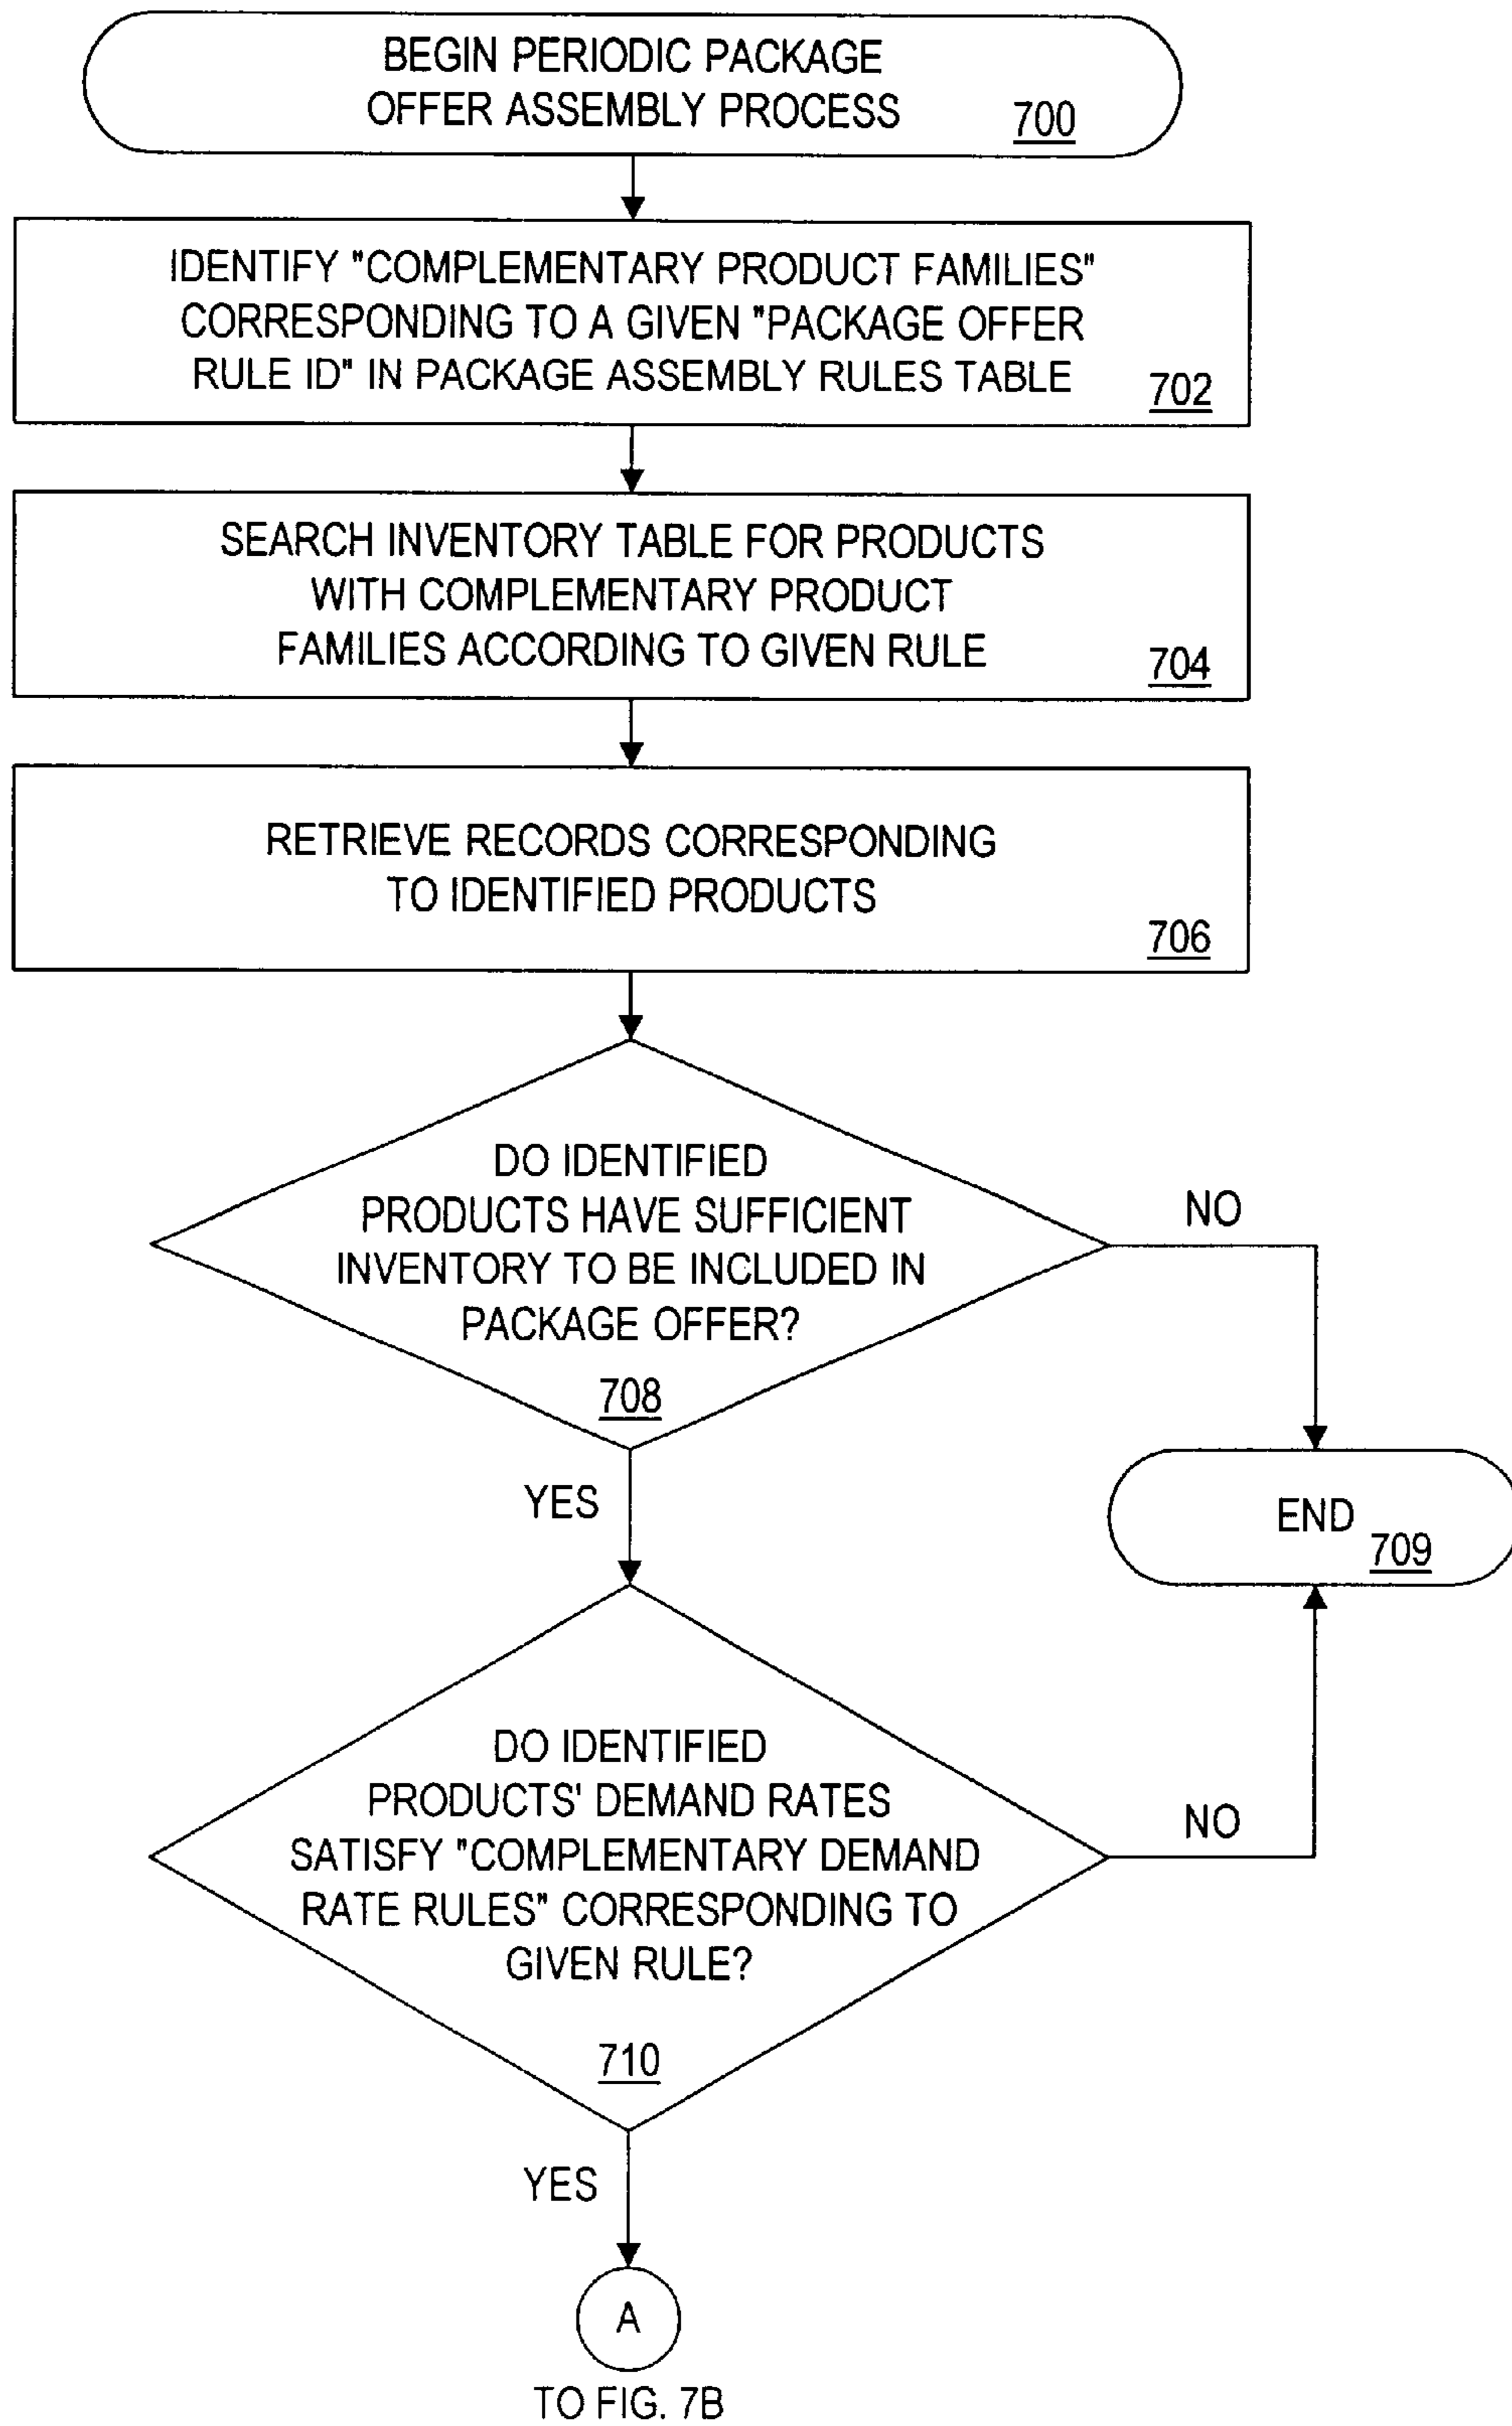 BEGIN PERIODIC PACKAGE
OFFER ASSEMBLY PROCESS
700
IDENTIFY "COMPLEMENTARY PRODUCT FAMILIES"
CORRESPONDING TO A GIVEN "PACKAGE OFFER
RULE ID" IN PACKAGE ASSEMBLY RULES TABLE
702
SEARCH INVENTORY TABLE FOR PRODUCTS
WITH COMPLEMENTARY PRODUCT
FAMILIES ACCORDING TO GIVEN RULE
704
RETRIEVE RECORDS CORRESPONDING
TO IDENTIFIED PRODUCTS
706
DO IDENTIFIED
PRODUCTS HAVE SUFFICIENT
INVENTORY TO BE INCLUDED IN
PACKAGE OFFER?
708
NO
YES
END
709
DO IDENTIFIED
PRODUCTS' DEMAND RATES
SATISFY "COMPLEMENTARY DEMAND
RATE RULES" CORRESPONDING TO
GIVEN RULE?
710
NO
YES
A
TO FIG. 7B